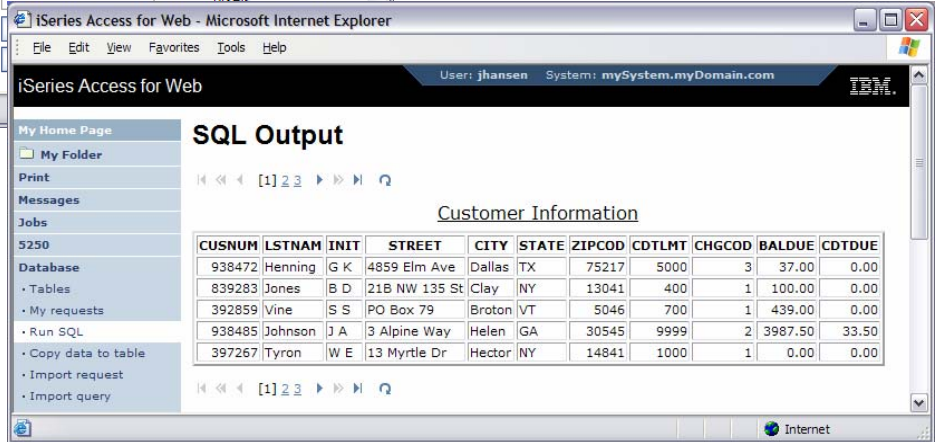 iSeries Access for Web - Microsoft Internet Explorer
File Edit View Favorites Tools Help
iSeries Access for Web
User: jhansen System: mySystem.myDomain.com
IBM.
My Home Page
My Folder
Print
Messages
Jobs
5250
Database
• Tables
• My requests
• Run SQL
• Copy data to table
• Import request
• Import query
SQL Output
[1] 2 3
Customer Information
CUSNUM LSTNAM INIT STREET CITY STATE ZIPCOD CDTLMT CHGCOD BALDUE CDTDUE
938472 Henning G K 4859 Elm Ave Dallas TX 75217 5000 3 37.00 0.00
839283 Jones B D 21B NW 135 St Clay NY 13041 400 1 100.00 0.00
392859 Vine S S PO Box 79 Broton VT 5046 700 1 439.00 0.00
938485 Johnson J A 3 Alpine Way Helen GA 30545 9999 2 3987.50 33.50
397267 Tyron W E 13 Myrtle Dr Hector NY 14841 1000 1 0.00 0.00
[1] 2 3
Internet